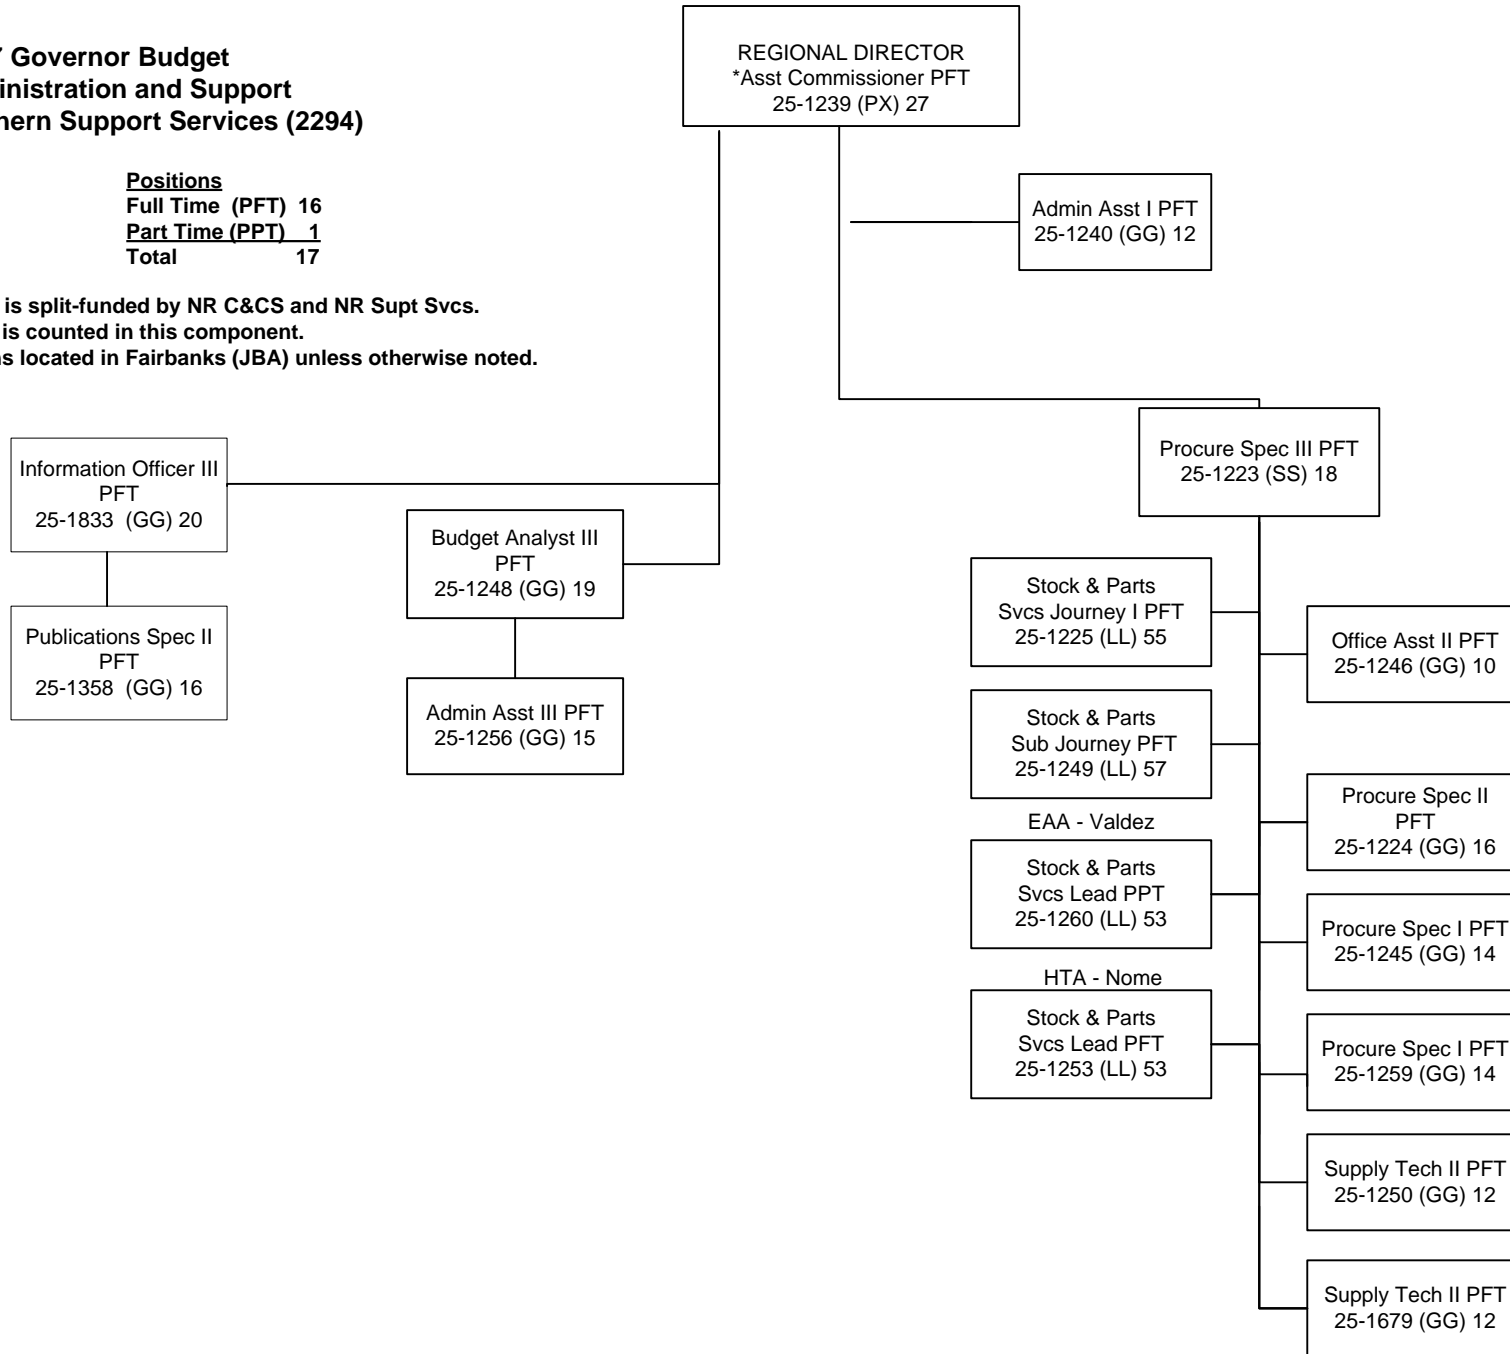 Governor Budget
and Support
Support Services (2294)
Positions
Full Time (PFT) 16
Part Time (PPT) 1
Total 17
is split-funded by NR C&CS and NR Supt Svcs.
is counted in this component.
located in Fairbanks (JBA) unless otherwise noted.
REGIONAL DIRECTOR
*Asst Commissioner PFT
25-1239 (PX) 27
Admin Asst I PFT
25-1240 (GG) 12
Information Officer III
PFT
25-1833 (GG) 20
Publications Spec II
PFT
25-1358 (GG) 16
Budget Analyst III
PFT
25-1248 (GG) 19
Admin Asst III PFT
25-1256 (GG) 15
Procure Spec III PFT
25-1223 (SS) 18
Stock & Parts
Svcs Journey I PFT
25-1225 (LL) 55
Stock & Parts
Sub Journey PFT
25-1249 (LL) 57
EAA - Valdez
Stock & Parts
Svcs Lead PPT
25-1260 (LL) 53
HTA - Nome
Stock & Parts
Svcs Lead PFT
25-1253 (LL) 53
Office Asst II PFT
25-1246 (GG) 10
Procure Spec II
PFT
25-1224 (GG) 16
Procure Spec I PFT
25-1245 (GG) 14
Procure Spec I PFT
25-1259 (GG) 14
Supply Tech II PFT
25-1250 (GG) 12
Supply Tech II PFT
25-1679 (GG) 12